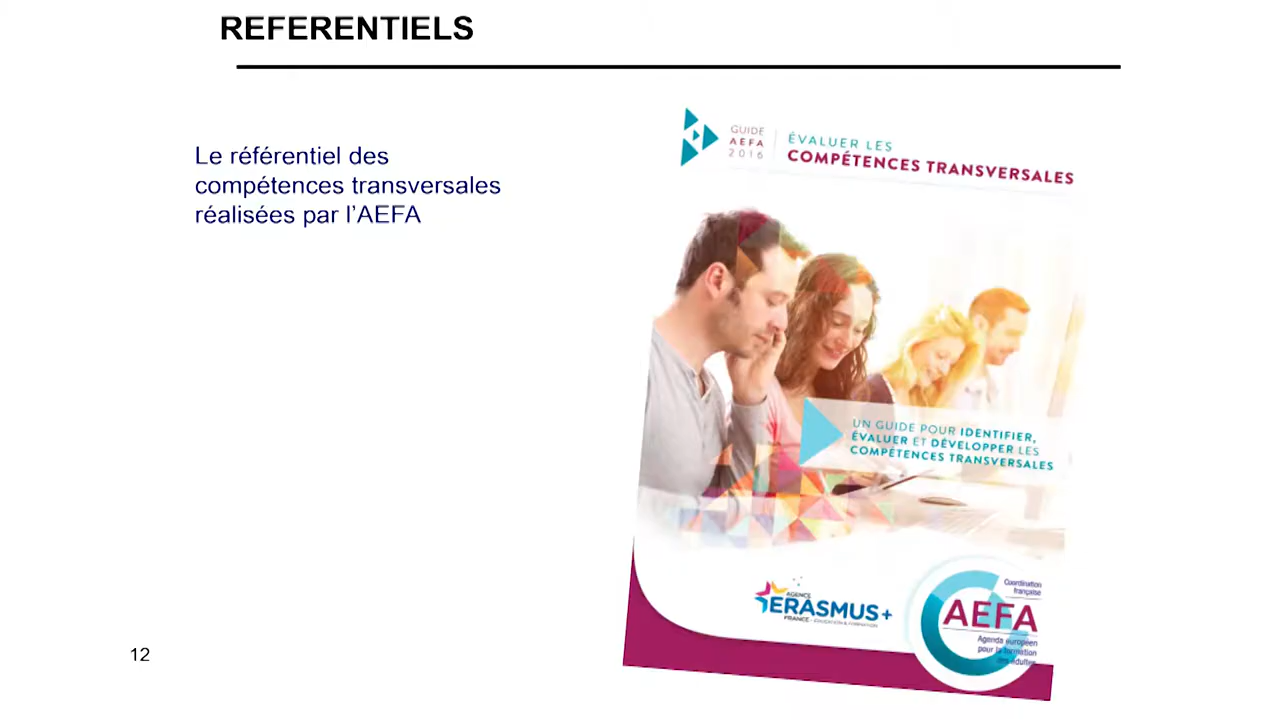 REFERENTIELS
Le référentiel des
compétences transversales
réalisées par l'AEFA
GUIDE
AEFA
2016
ÉVALUER LES
COMPÉTENCES TRANSVERSALES
UN GUIDE POUR IDENTIFIER,
ÉVALUER ET DÉVELOPPER LES
COMPÉTENCES TRANSVERSALES
AGENCE
ERASMUS+
FRANCE - EDUCATION & FORMATION
Coordination
française
AEFA
Agenda européen
pour la formation
des adultes
12